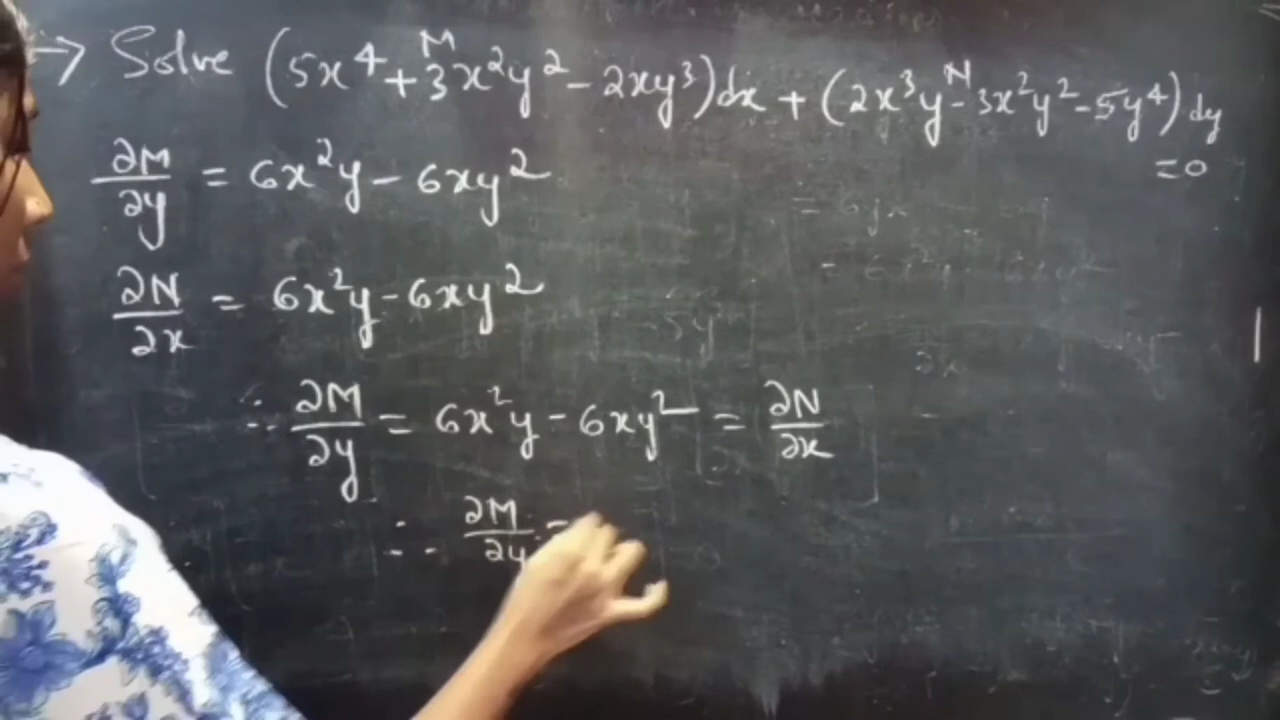 → Solve (5x⁴ + 3x²y² - 2xy³)dx + (2x³y - 3x²y² - 5y⁴) dy
M N
= 0
∂M/∂y = 6x²y - 6xy²
∂N/∂x = 6x²y - 6xy²
∴ ∂M/∂y = 6x²y - 6xy² = ∂N/∂x
∴ ∂M/∂y =